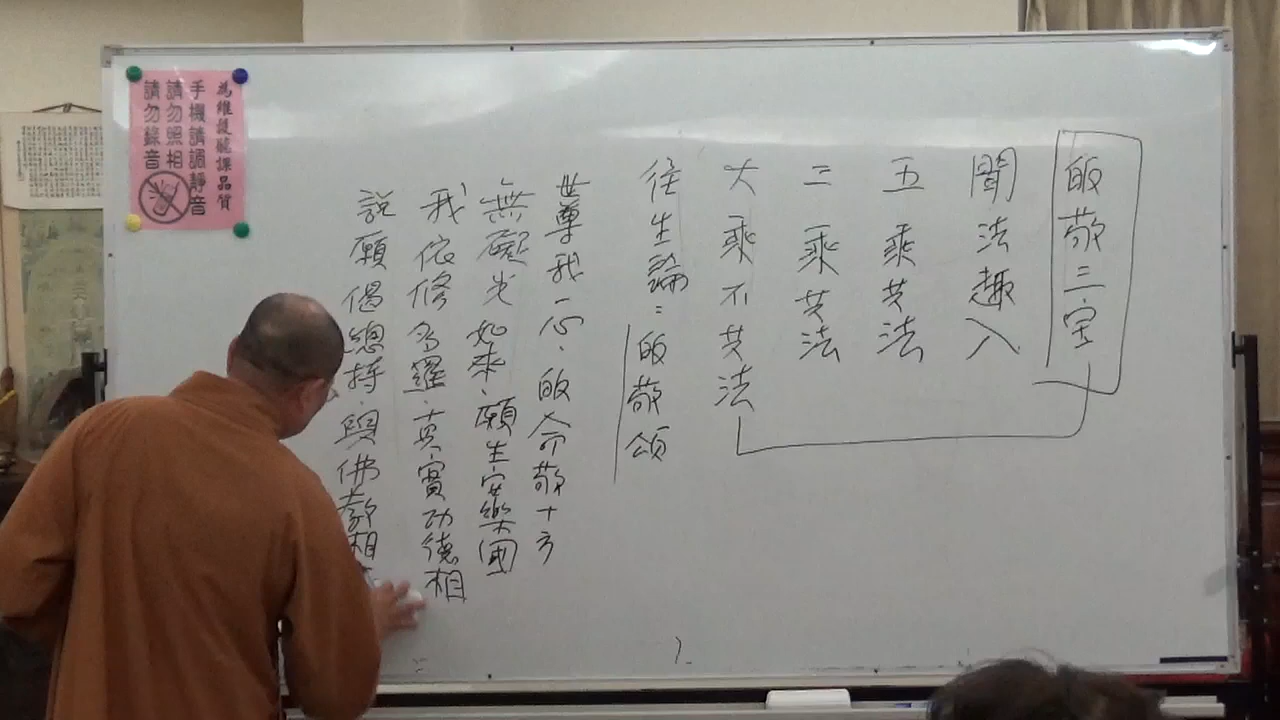 皈敬三宝
聞法趣入
五乘共法
三乘共法
大乘不共法
往生論:皈敬頌
世尊我一心、皈命敬十方
無礙光如來、願生安樂國
我依修多羅、真實功德相
說願偈總持、與佛教相
為維護聽課品質
手機請調靜音
請勿照相
請勿錄音